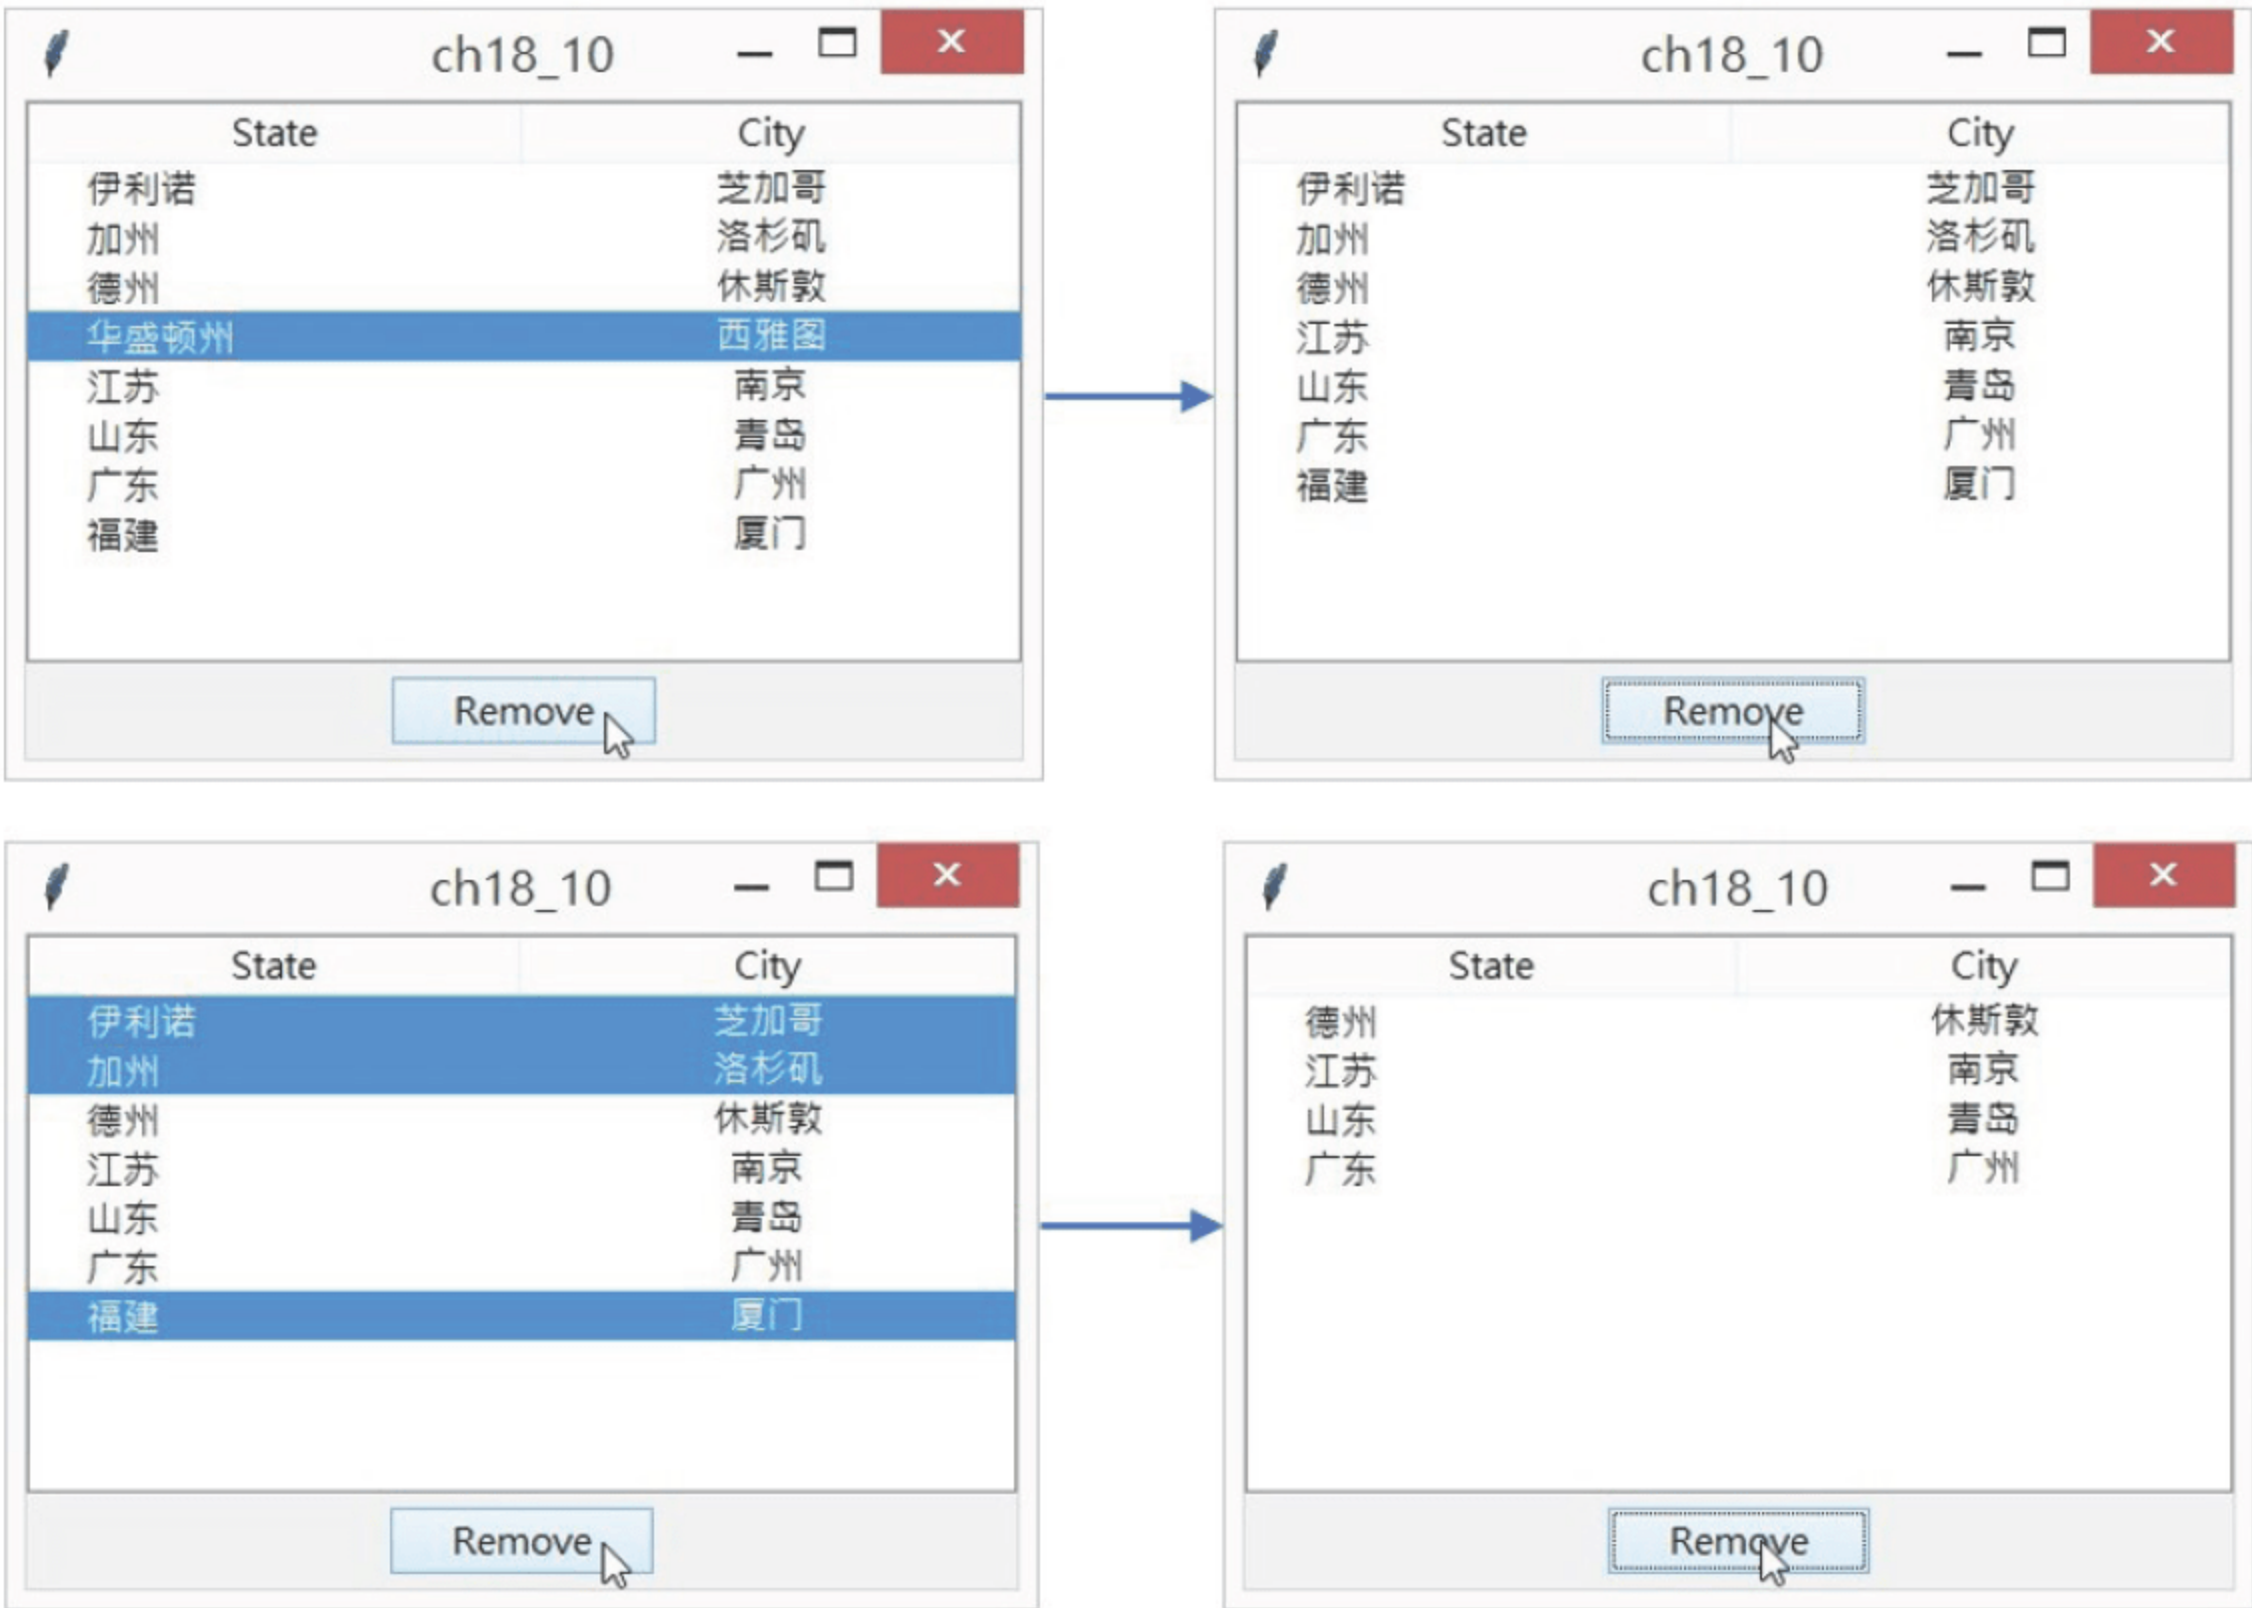 ch18_10
State City
伊利诺 芝加哥
加州 洛杉矶
德州 休斯敦
华盛顿州 西雅图
江苏 南京
山东 青岛
广东 广州
福建 厦门
Remove
ch18_10
State City
伊利诺 芝加哥
加州 洛杉矶
德州 休斯敦
江苏 南京
山东 青岛
广东 广州
福建 厦门
Remove
ch18_10
State City
伊利诺 芝加哥
加州 洛杉矶
德州 休斯敦
江苏 南京
山东 青岛
广东 广州
福建 厦门
Remove
ch18_10
State City
德州 休斯敦
江苏 南京
山东 青岛
广东 广州
Remove